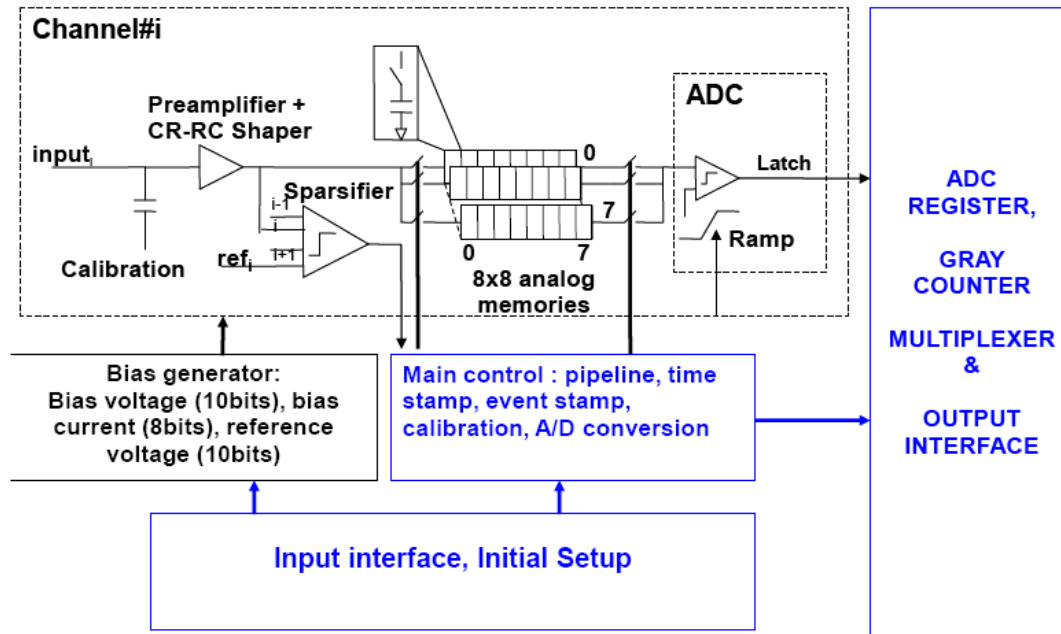 Channel#i
Preamplifier +
CR-RC Shaper
input i
Calibration
Sparsifier
i-1
i
i+1
ref i
0
7
0 7
8x8 analog
memories
ADC
Latch
Ramp
Bias generator:
Bias voltage (10bits), bias
current (8bits), reference
voltage (10bits)
Main control : pipeline, time
stamp, event stamp,
calibration, A/D conversion
Input interface, Initial Setup
ADC
REGISTER,
GRAY
COUNTER
MULTIPLEXER
&
OUTPUT
INTERFACE